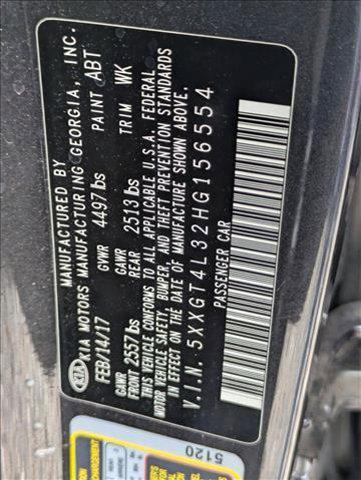 MANUFACTURED BY
KIA KIA MOTORS MANUFACTURING GEORGIA, INC.
FEB/14/17 GVWR 4497lbs PAINT ABT
GAWR FRONT 2557lbs GAWR REAR 2513lbs TRIM WK
THIS VEHICLE CONFORMS TO ALL APPLICABLE U.S.A. FEDERAL
MOTOR VEHICLE SAFETY, BUMPER, AND THEFT PREVENTION STANDARDS
IN EFFECT ON THE DATE OF MANUFACTURE SHOWN ABOVE.
V.I.N. 5XXGT4L32HG156554
PASSENGER CAR
5120